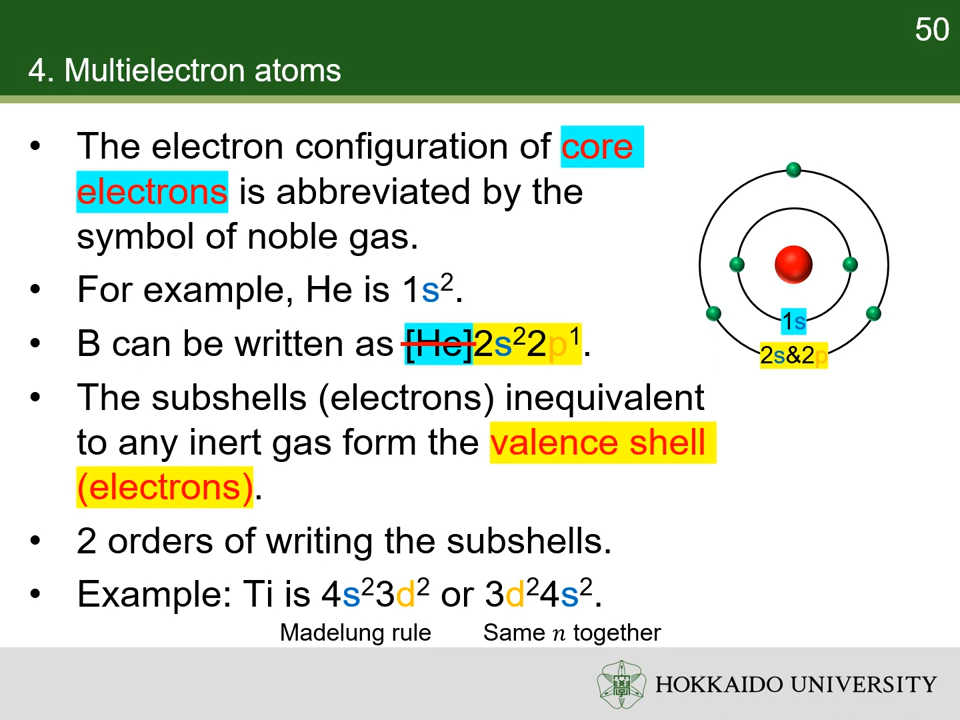 50
4. Multielectron atoms
• The electron configuration of core
electrons is abbreviated by the
symbol of noble gas.
• For example, He is 1s².
• B can be written as [He]2s²2p¹.
• The subshells (electrons) inequivalent
to any inert gas form the valence shell
(electrons).
• 2 orders of writing the subshells.
• Example: Ti is 4s²3d² or 3d²4s².
Madelung rule Same n together
1s
2s&2p
HOKKAIDO UNIVERSITY